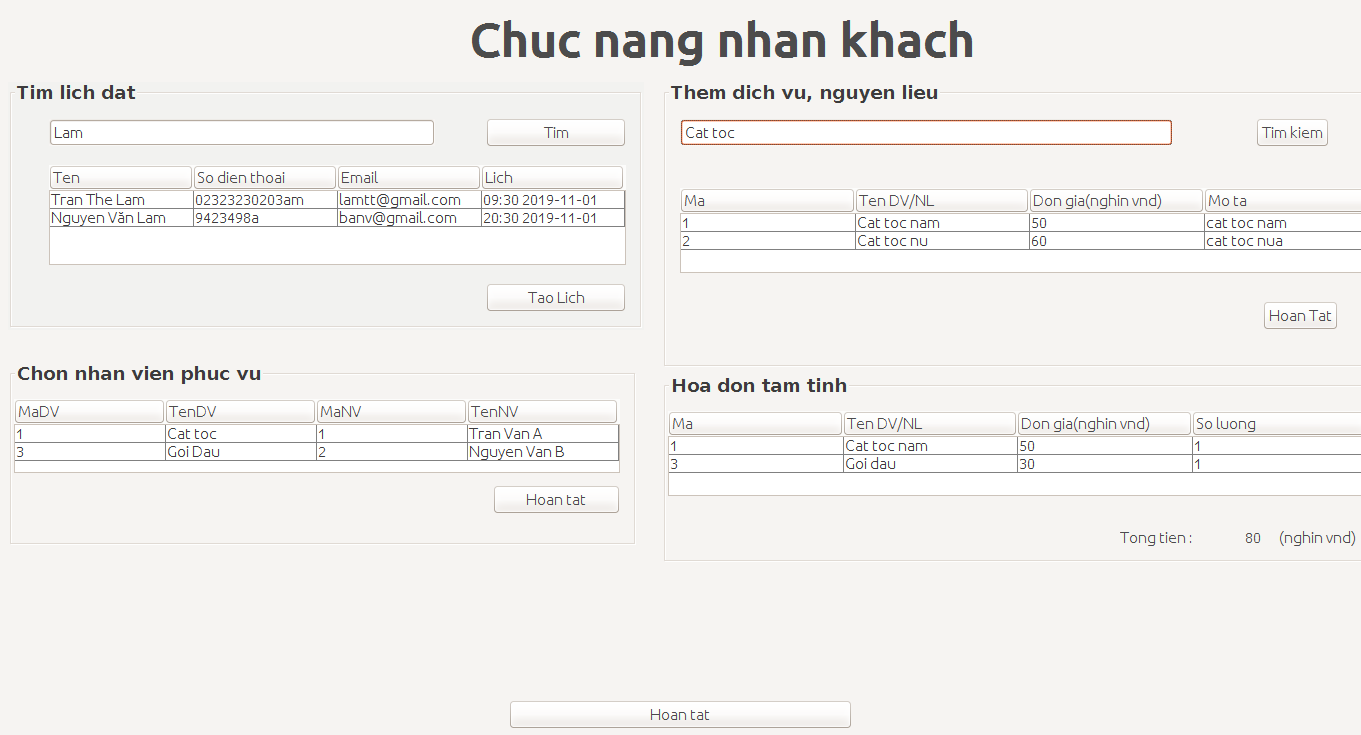 Chuc nang nhan khach
Tim lich dat
Lam Tim
Ten So dien thoai Email Lich
Tran The Lam 02323230203am lamtt@gmail.com 09:30 2019-11-01
Nguyen Văn Lam 9423498a banv@gmail.com 20:30 2019-11-01
Tao Lich
Them dich vu, nguyen lieu
Cat toc Tim kiem
Ma Ten DV/NL Don gia(nghin vnd) Mo ta
1 Cat toc nam 50 cat toc nam
2 Cat toc nu 60 cat toc nua
Hoan Tat
Chon nhan vien phuc vu
MaDV TenDV MaNV TenNV
1 Cat toc 1 Tran Van A
3 Goi Dau 2 Nguyen Van B
Hoan tat
Hoa don tam tinh
Ma Ten DV/NL Don gia(nghin vnd) So luong
1 Cat toc nam 50 1
3 Goi dau 30 1
Tong tien : 80 (nghin vnd)
Hoan tat